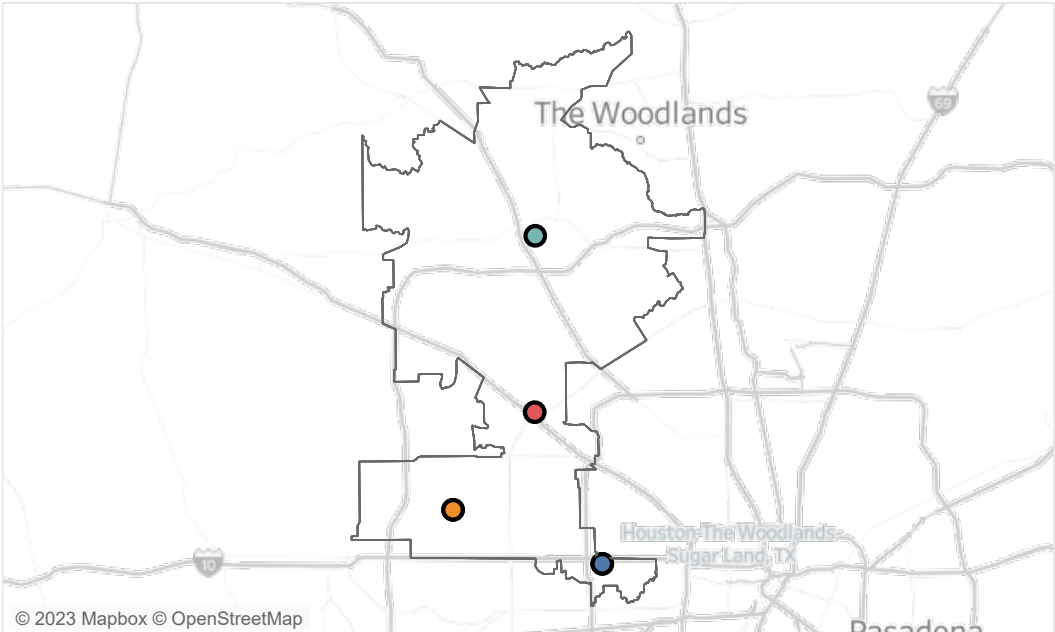 The Woodlands
69
Houston-The Woodlands-
Sugar Land, TX
10
© 2023 Mapbox © OpenStreetMap
Pasadena